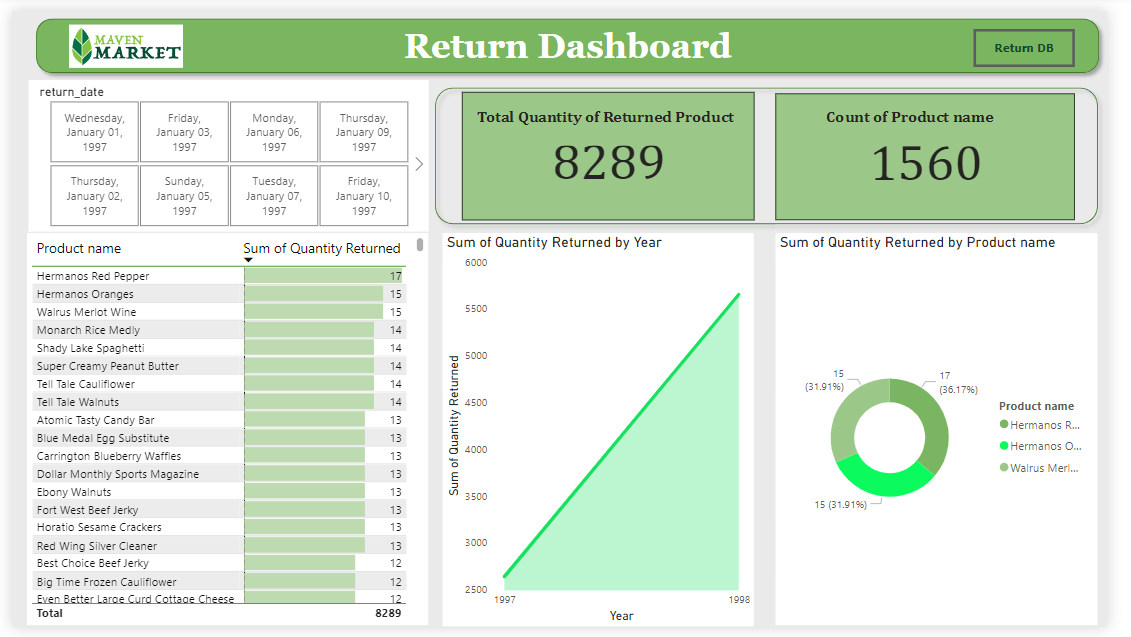 MAVEN
MARKET
Return Dashboard
Return DB
return_date
Wednesday,
January 01,
1997
Friday,
January 03,
1997
Monday,
January 06,
1997
Thursday,
January 09,
1997
Thursday,
January 02,
1997
Sunday,
January 05,
1997
Tuesday,
January 07,
1997
Friday,
January 10,
1997
Total Quantity of Returned Product
8289
Count of Product name
1560
Product name Sum of Quantity Returned
Hermanos Red Pepper 17
Hermanos Oranges 15
Walrus Merlot Wine 15
Monarch Rice Medly 14
Shady Lake Spaghetti 14
Super Creamy Peanut Butter 14
Tell Tale Cauliflower 14
Tell Tale Walnuts 14
Atomic Tasty Candy Bar 13
Blue Medal Egg Substitute 13
Carrington Blueberry Waffles 13
Dollar Monthly Sports Magazine 13
Ebony Walnuts 13
Fort West Beef Jerky 13
Horatio Sesame Crackers 13
Red Wing Silver Cleaner 13
Best Choice Beef Jerky 12
Big Time Frozen Cauliflower 12
Even Better Large Curd Cottage Cheese 12
Total 8289
Sum of Quantity Returned by Year
Sum of Quantity Returned
6000
5500
5000
4500
4000
3500
3000
2500
1997 1998
Year
Sum of Quantity Returned by Product name
15
(31.91%)
17
(36.17%)
15 (31.91%)
Product name
Hermanos R...
Hermanos O...
Walrus Merl...